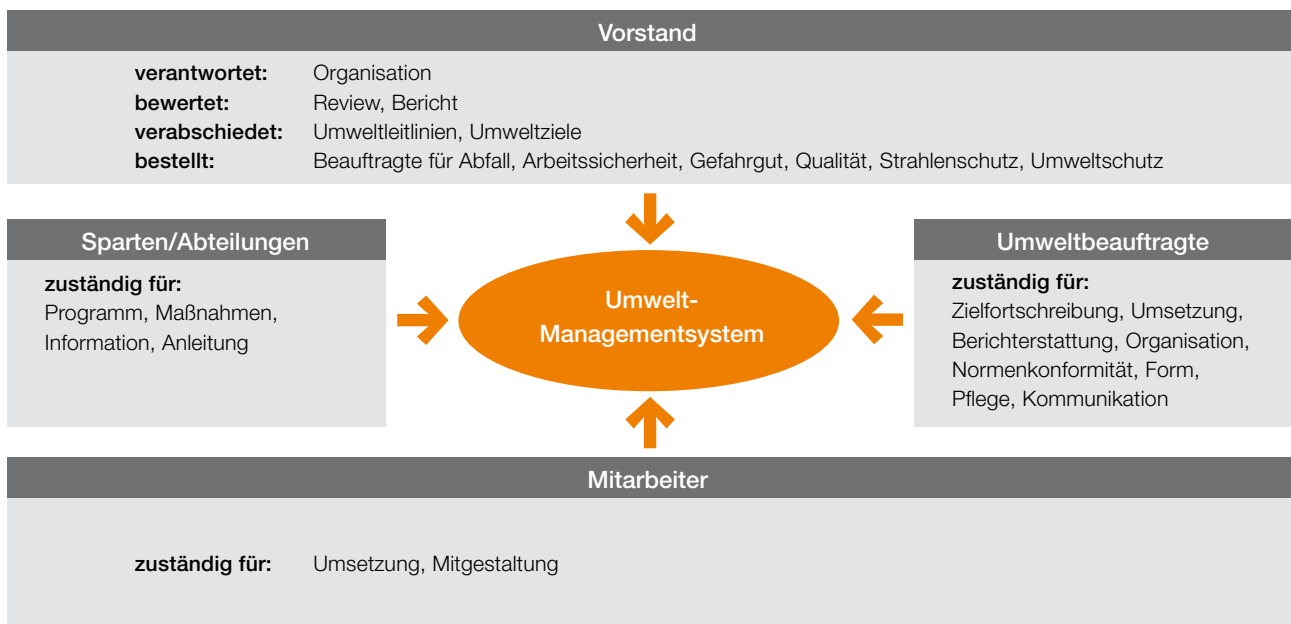 Vorstand
verantwortet: Organisation
bewertet: Review, Bericht
verabschiedet: Umweltleitlinien, Umweltziele
bestellt: Beauftragte für Abfall, Arbeitssicherheit, Gefahrgut, Qualität, Strahlenschutz, Umweltschutz
Sparten/Abteilungen
zuständig für:
Programm, Maßnahmen,
Information, Anleitung
Umwelt-
Managementsystem
Umweltbeauftragte
zuständig für:
Zielfortschreibung, Umsetzung,
Berichterstattung, Organisation,
Normenkonformität, Form,
Pflege, Kommunikation
Mitarbeiter
zuständig für: Umsetzung, Mitgestaltung